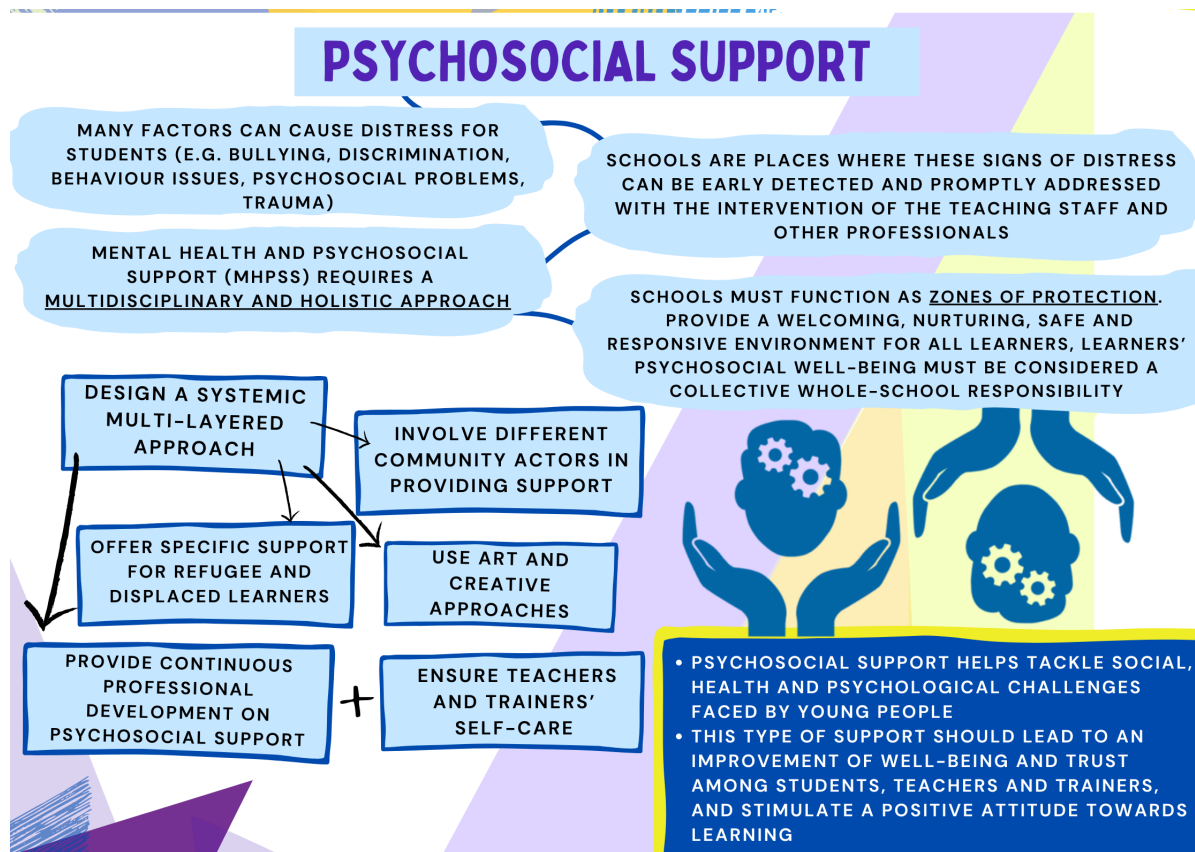 PSYCHOSOCIAL SUPPORT
MANY FACTORS CAN CAUSE DISTRESS FOR
STUDENTS (E.G. BULLYING, DISCRIMINATION,
BEHAVIOUR ISSUES, PSYCHOSOCIAL PROBLEMS,
TRAUMA)
SCHOOLS ARE PLACES WHERE THESE SIGNS OF DISTRESS
CAN BE EARLY DETECTED AND PROMPTLY ADDRESSED
WITH THE INTERVENTION OF THE TEACHING STAFF AND
OTHER PROFESSIONALS
MENTAL HEALTH AND PSYCHOSOCIAL
SUPPORT (MHPSS) REQUIRES A
MULTIDISCIPLINARY AND HOLISTIC APPROACH
SCHOOLS MUST FUNCTION AS ZONES OF PROTECTION.
PROVIDE A WELCOMING, NURTURING, SAFE AND
RESPONSIVE ENVIRONMENT FOR ALL LEARNERS, LEARNERS'
PSYCHOSOCIAL WELL-BEING MUST BE CONSIDERED A
COLLECTIVE WHOLE-SCHOOL RESPONSIBILITY
DESIGN A SYSTEMIC
MULTI-LAYERED
APPROACH
INVOLVE DIFFERENT
COMMUNITY ACTORS IN
PROVIDING SUPPORT
OFFER SPECIFIC SUPPORT
FOR REFUGEE AND
DISPLACED LEARNERS
USE ART AND
CREATIVE
APPROACHES
PROVIDE CONTINUOUS
PROFESSIONAL
DEVELOPMENT ON
PSYCHOSOCIAL SUPPORT
+
ENSURE TEACHERS
AND TRAINERS'
SELF-CARE
• PSYCHOSOCIAL SUPPORT HELPS TACKLE SOCIAL,
HEALTH AND PSYCHOLOGICAL CHALLENGES
FACED BY YOUNG PEOPLE
• THIS TYPE OF SUPPORT SHOULD LEAD TO AN
IMPROVEMENT OF WELL-BEING AND TRUST
AMONG STUDENTS, TEACHERS AND TRAINERS,
AND STIMULATE A POSITIVE ATTITUDE TOWARDS
LEARNING